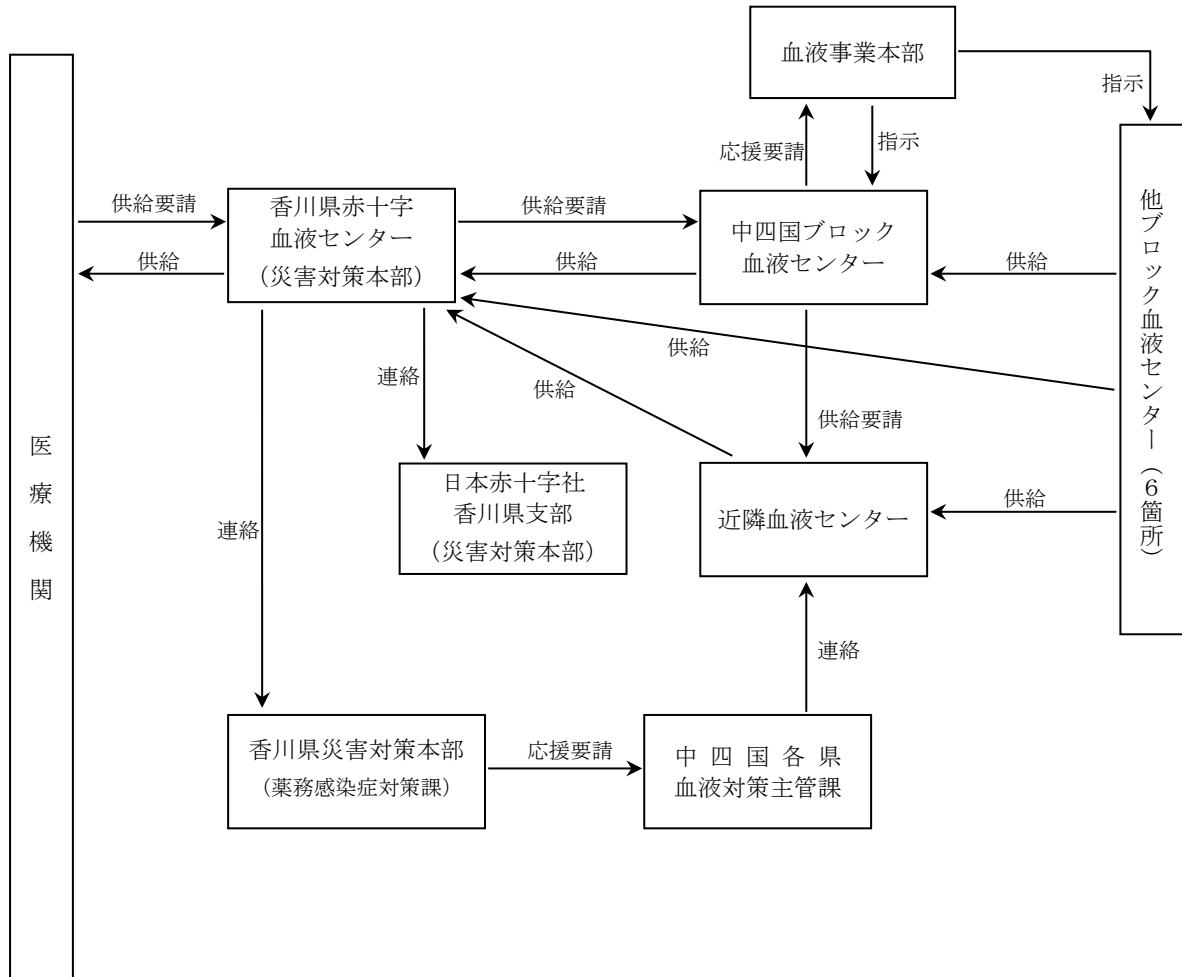 血液事業本部
指示
応援要請
指示
供給要請
香川県赤十字
血液センター
（災害対策本部）
供給要請
中四国ブロック
血液センター
供給
供給
供給
他ブロック血液センター（６箇所）
供給
連絡
供給
供給要請
医療機関
日本赤十字社
香川県支部
（災害対策本部）
近隣血液センター
供給
連絡
連絡
香川県災害対策本部
（薬務感染症対策課）
応援要請
中四国各県
血液対策主管課